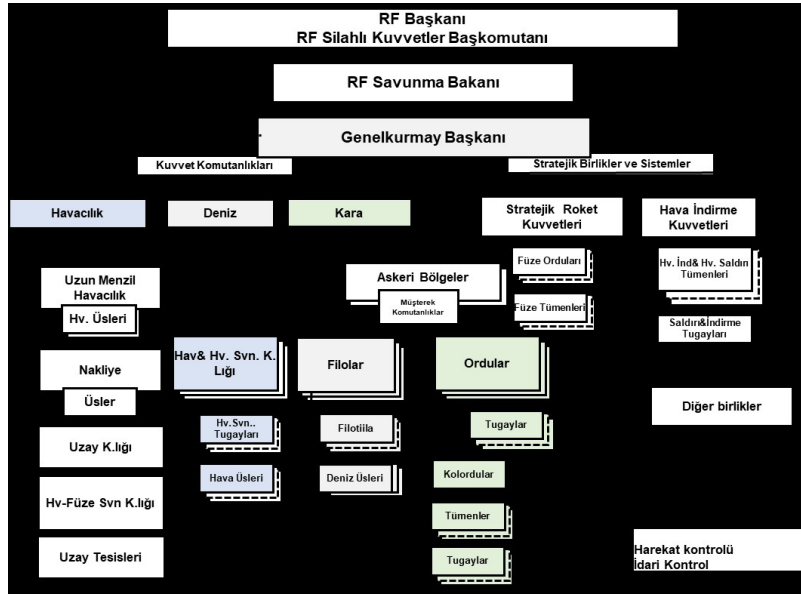 RF Başkanı
RF Silahlı Kuvvetler Başkomutanı
RF Savunma Bakanı
Genelkurmay Başkanı
Kuvvet Komutanlıkları
Stratejik Birlikler ve Sistemler
Havacılık
Deniz
Kara
Stratejik Roket
Kuvvetleri
Hava İndirme
Kuvvetleri
Uzun Menzil
Havacılık
Hv. Üsleri
Askeri Bölgeler
Müşterek
Komutanlıklar
Füze Orduları
Füze Tümenleri
Hv. İnd& Hv. Saldırı
Tümenleri
Saldırı&İndirme
Tugayları
Nakliye
Üsler
Hav& Hv. Svn. K.
Lığı
Filolar
Ordular
Diğer birlikler
Uzay K.lığı
Hv.Svn..
Tugayları
Filotiila
Tugaylar
Hava Üsleri
Deniz Üsleri
Kolordular
Hv-Füze Svn K.lığı
Tümenler
Uzay Tesisleri
Tugaylar
Harekat kontrolü
İdari Kontrol